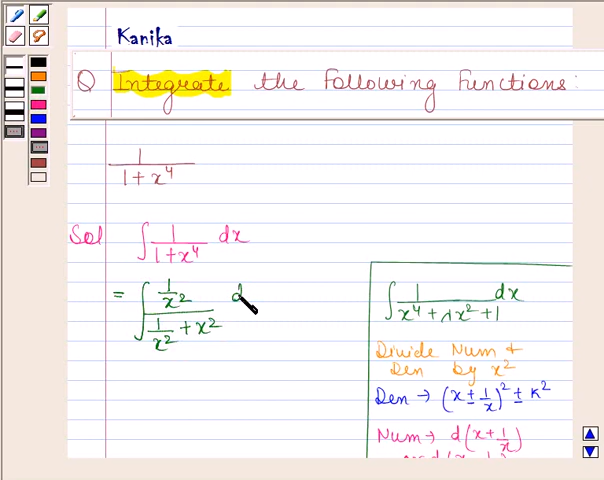 Kanika
Q Integrate the Following Functions:
1
1 + x⁴
Sol ∫ 1/(1 + x⁴) dx
= ∫ (1/x²)/(1/x² + x²) d
∫ 1/(x⁴ + λx² + 1) dx
Divide Num &
Den by x²
Den → (x ± 1/x)² ± k²
Num → d(x + 1/x)